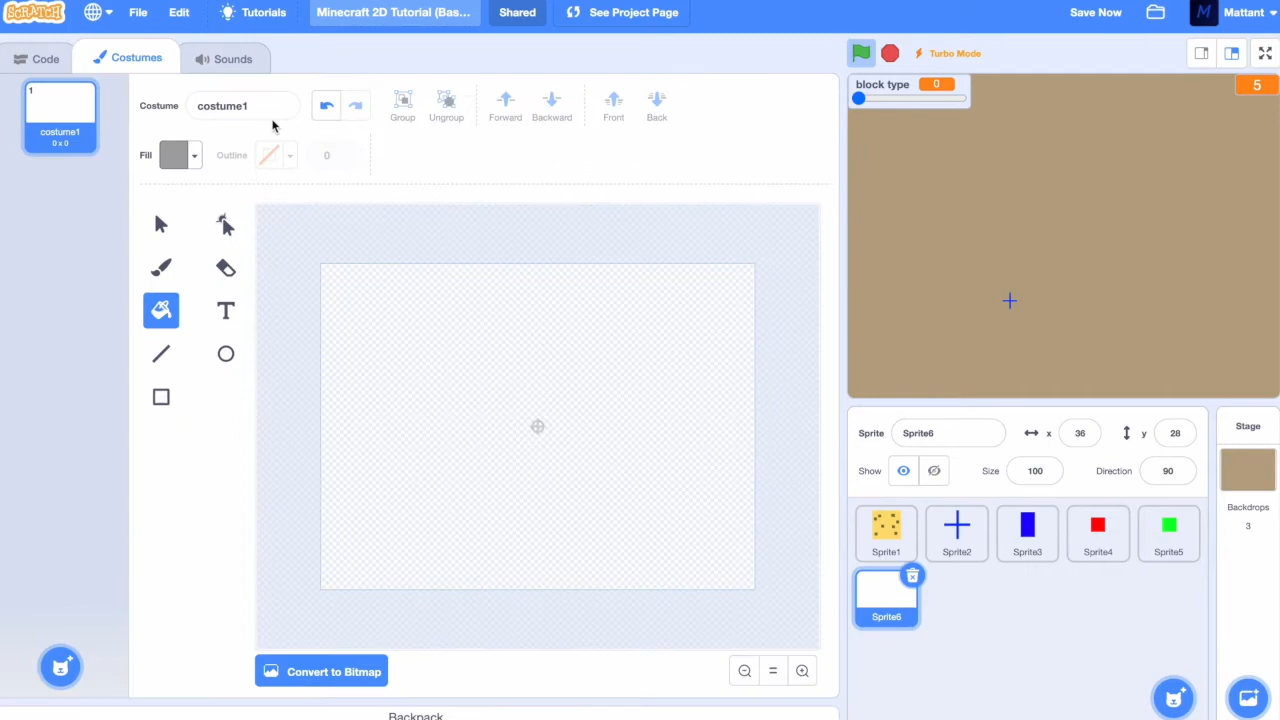 SCRATCH File Edit Tutorials Minecraft 2D Tutorial (Bas... Shared See Project Page Save Now Mattant
Code Costumes Sounds Turbo Mode
1
costume1
0 x 0
Costume costume1 Group Ungroup Forward Backward Front Back
Fill Outline 0
T
Convert to Bitmap
Backpack
block type 0 5
Sprite Sprite6 x 36 y 28
Show Size 100 Direction 90
Sprite1 Sprite2 Sprite3 Sprite4 Sprite5
Sprite6
Stage
Backdrops
3